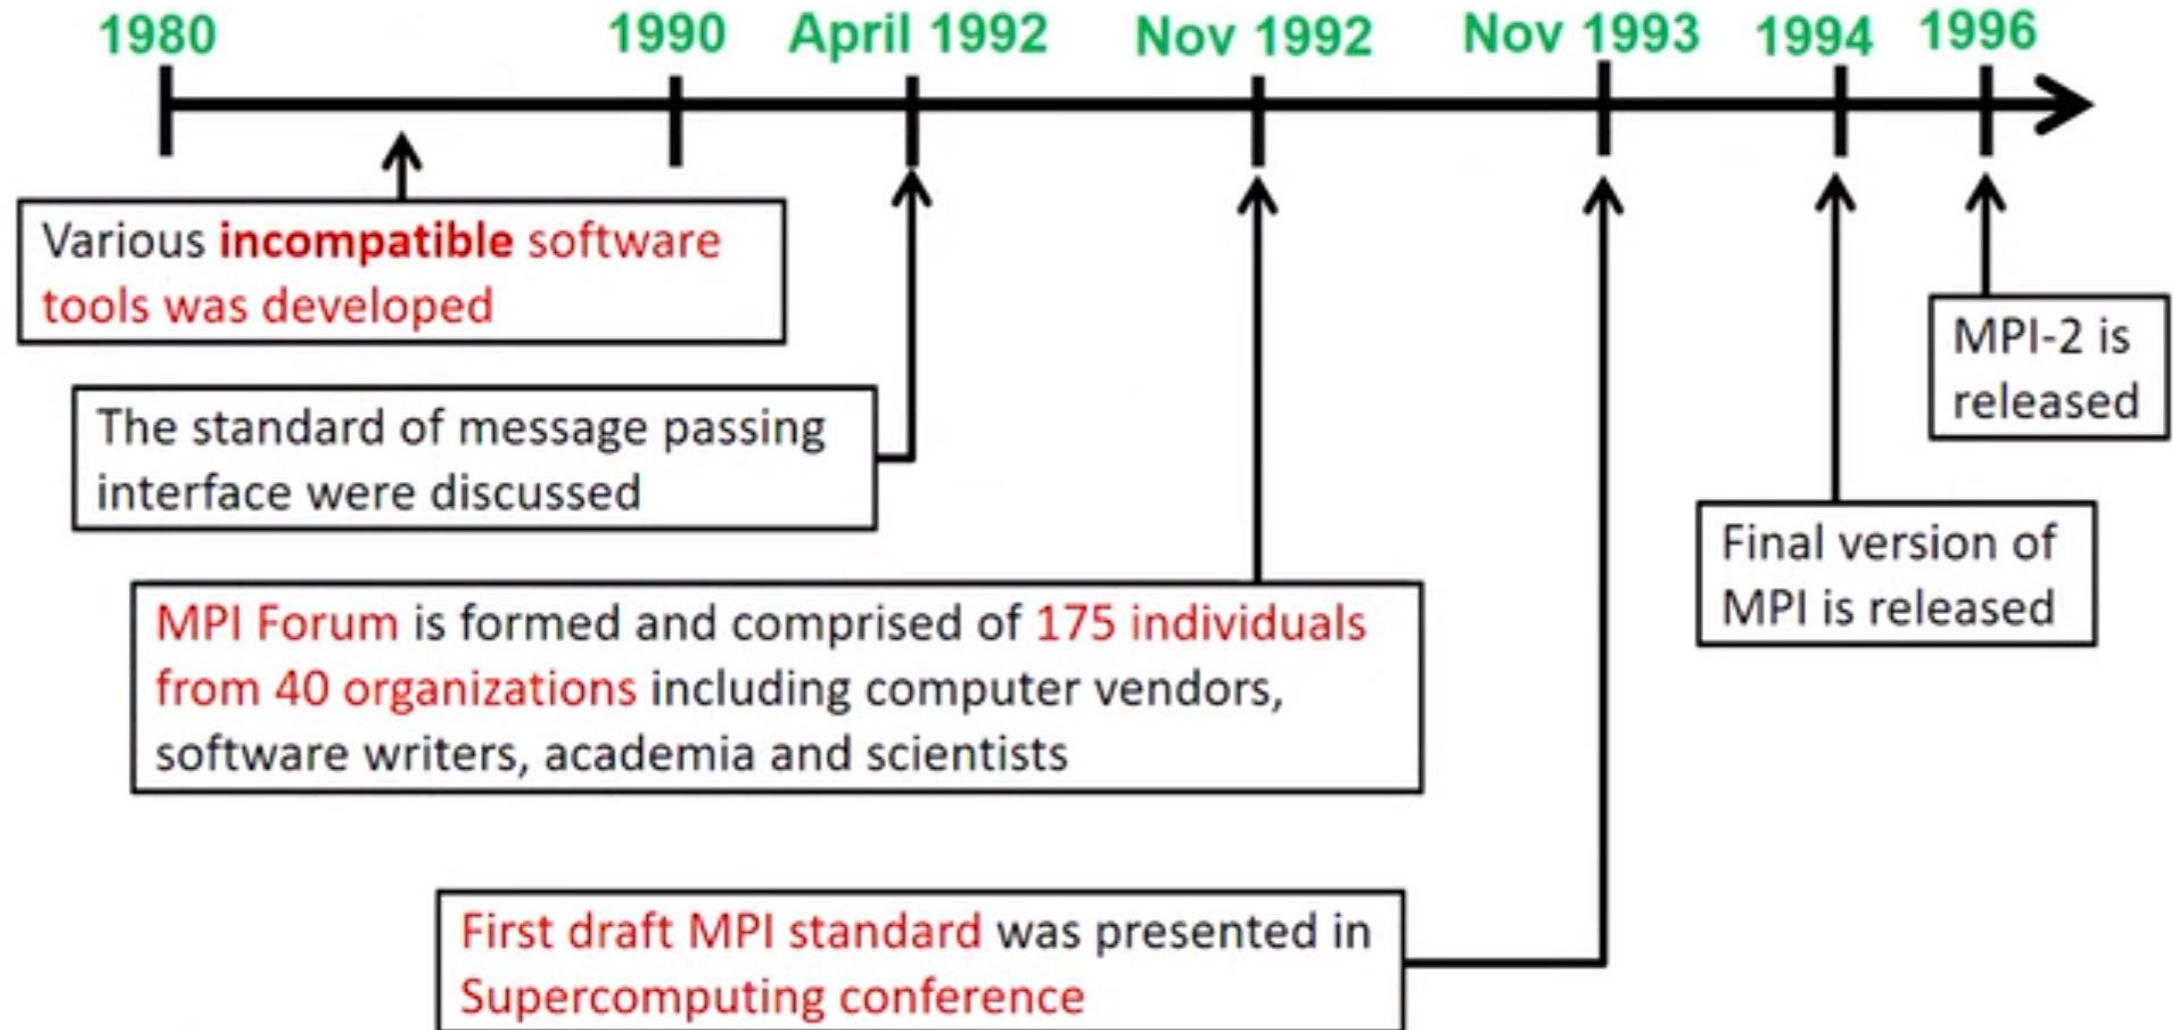 1980 1990 April 1992 Nov 1992 Nov 1993 1994 1996
Various incompatible software
tools was developed
The standard of message passing
interface were discussed
MPI Forum is formed and comprised of 175 individuals
from 40 organizations including computer vendors,
software writers, academia and scientists
First draft MPI standard was presented in
Supercomputing conference
Final version of
MPI is released
MPI-2 is
released